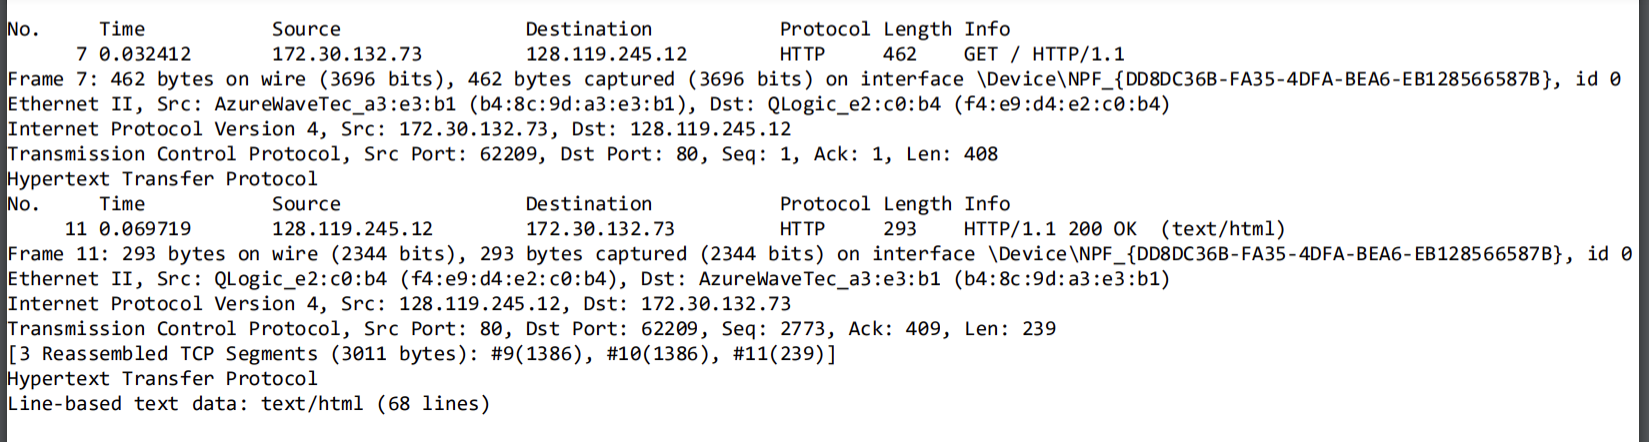 No.     Time           Source                Destination           Protocol Length Info
      7 0.032412       172.30.132.73         128.119.245.12        HTTP     462    GET / HTTP/1.1
Frame 7: 462 bytes on wire (3696 bits), 462 bytes captured (3696 bits) on interface \Device\NPF_{DD8DC36B-FA35-4DFA-BEA6-EB128566587B}, id 0
Ethernet II, Src: AzureWaveTec_a3:e3:b1 (b4:8c:9d:a3:e3:b1), Dst: QLogic_e2:c0:b4 (f4:e9:d4:e2:c0:b4)
Internet Protocol Version 4, Src: 172.30.132.73, Dst: 128.119.245.12
Transmission Control Protocol, Src Port: 62209, Dst Port: 80, Seq: 1, Ack: 1, Len: 408
Hypertext Transfer Protocol
No.     Time           Source                Destination           Protocol Length Info
     11 0.069719       128.119.245.12        172.30.132.73         HTTP     293    HTTP/1.1 200 OK  (text/html)
Frame 11: 293 bytes on wire (2344 bits), 293 bytes captured (2344 bits) on interface \Device\NPF_{DD8DC36B-FA35-4DFA-BEA6-EB128566587B}, id 0
Ethernet II, Src: QLogic_e2:c0:b4 (f4:e9:d4:e2:c0:b4), Dst: AzureWaveTec_a3:e3:b1 (b4:8c:9d:a3:e3:b1)
Internet Protocol Version 4, Src: 128.119.245.12, Dst: 172.30.132.73
Transmission Control Protocol, Src Port: 80, Dst Port: 62209, Seq: 2773, Ack: 409, Len: 239
[3 Reassembled TCP Segments (3011 bytes): #9(1386), #10(1386), #11(239)]
Hypertext Transfer Protocol
Line-based text data: text/html (68 lines)